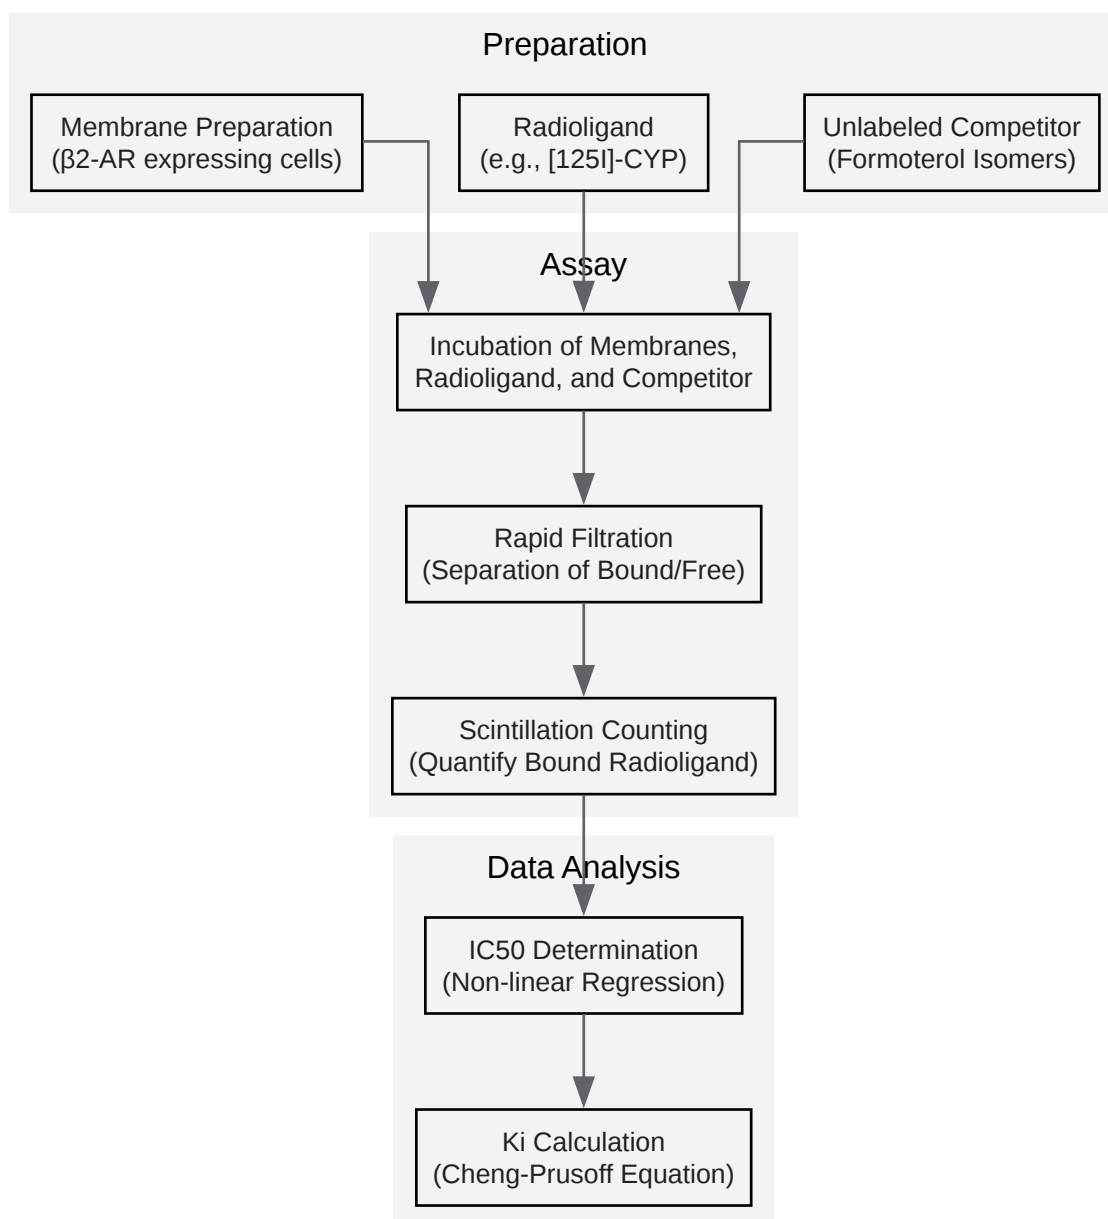 Preparation
Membrane Preparation
(β2-AR expressing cells)
Radioligand
(e.g., [125I]-CYP)
Unlabeled Competitor
(Formoterol Isomers)
Assay
Incubation of Membranes,
Radioligand, and Competitor
Rapid Filtration
(Separation of Bound/Free)
Scintillation Counting
(Quantify Bound Radioligand)
Data Analysis
IC50 Determination
(Non-linear Regression)
Ki Calculation
(Cheng-Prusoff Equation)